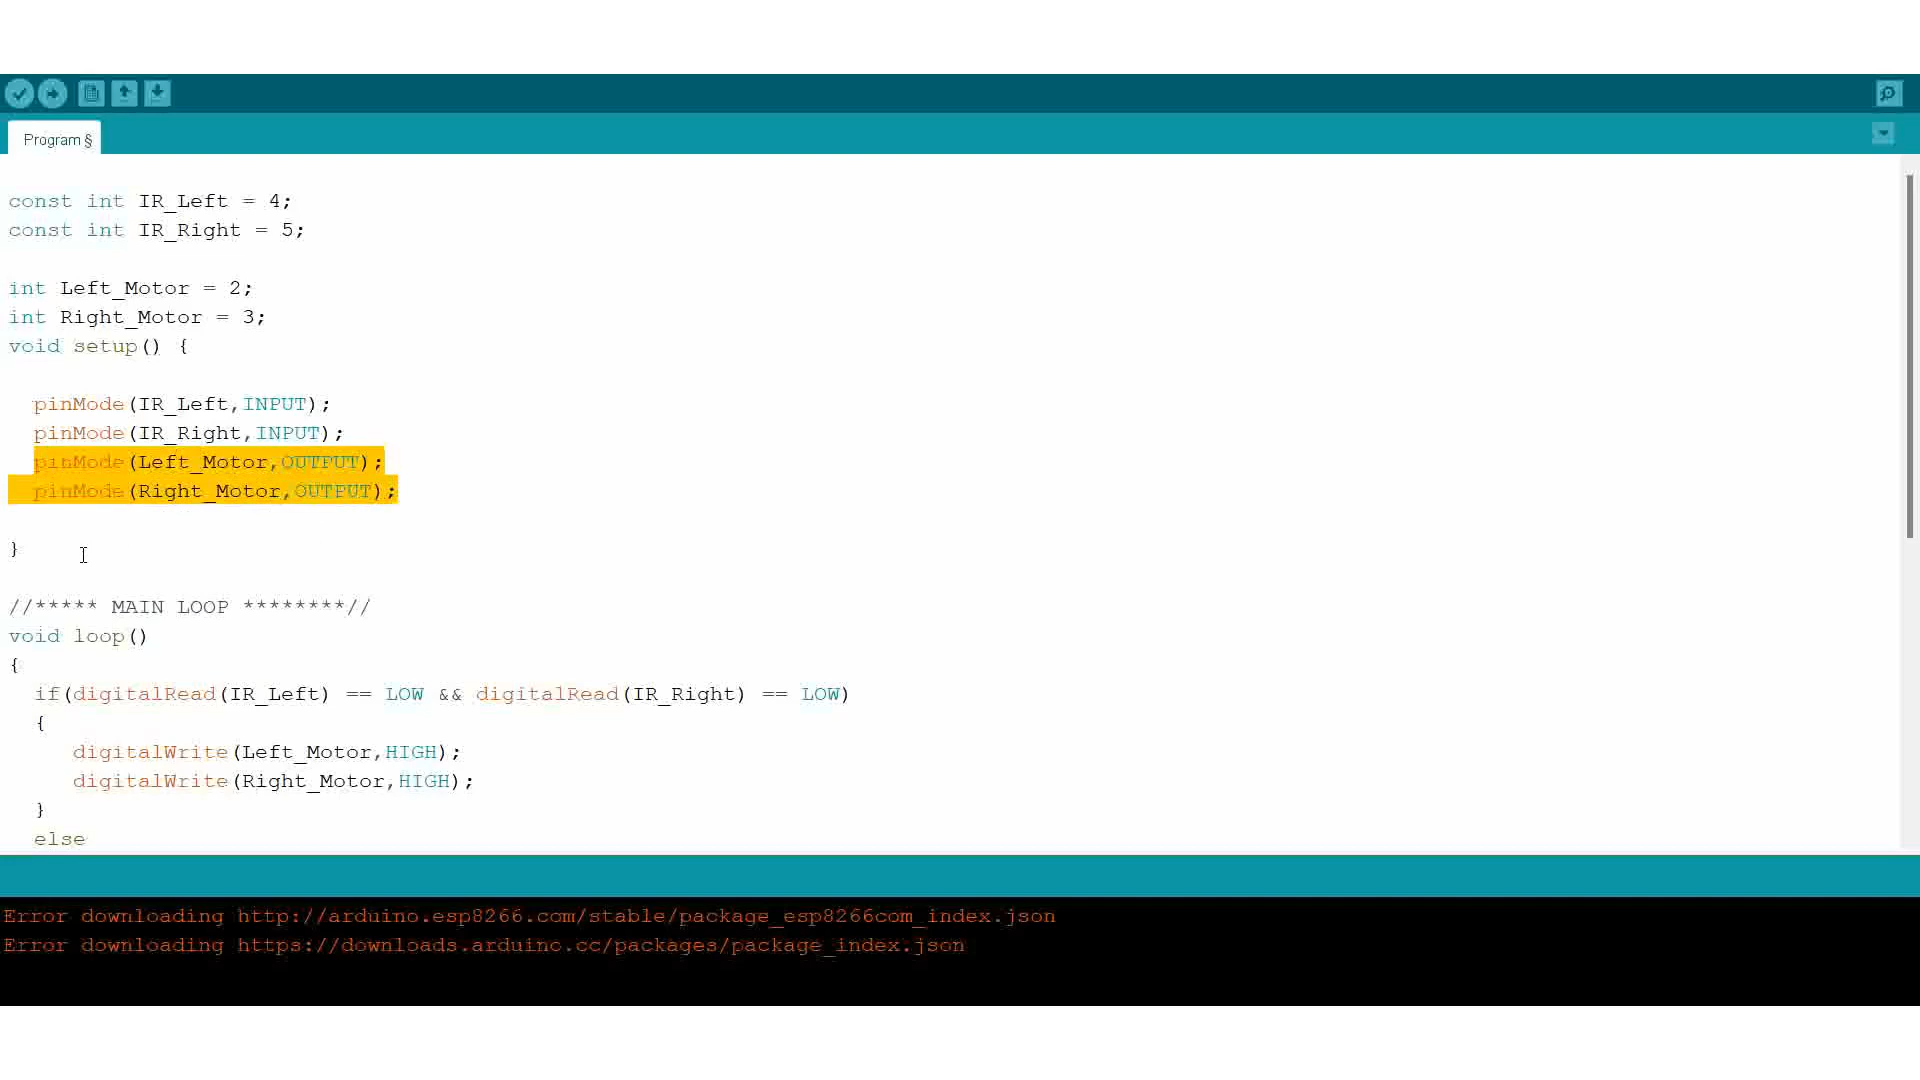 Program §
const int IR_Left = 4;
const int IR_Right = 5;
int Left_Motor = 2;
int Right_Motor = 3;
void setup() {
pinMode(IR_Left,INPUT);
pinMode(IR_Right,INPUT);
pinMode(Left_Motor,OUTPUT);
pinMode(Right_Motor,OUTPUT);
}
//***** MAIN LOOP ********//
void loop()
{
if(digitalRead(IR_Left) == LOW && digitalRead(IR_Right) == LOW)
{
digitalWrite(Left_Motor,HIGH);
digitalWrite(Right_Motor,HIGH);
}
else
Error downloading http://arduino.esp8266.com/stable/package_esp8266com_index.json
Error downloading https://downloads.arduino.cc/packages/package_index.json